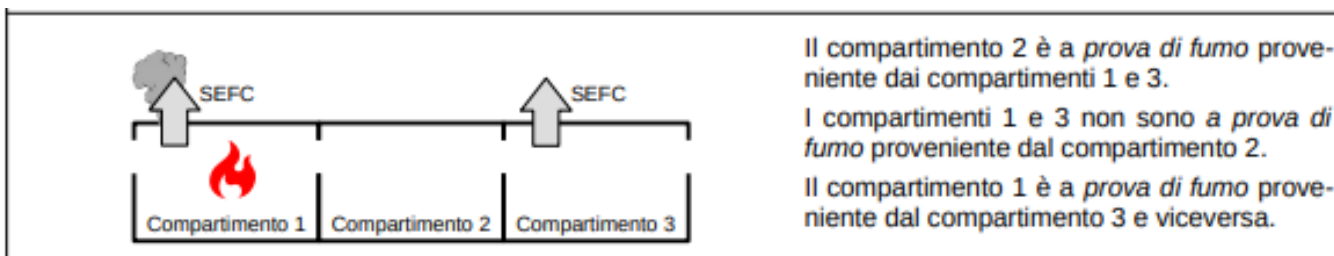 SEFC
SEFC
Compartimento 1
Compartimento 2
Compartimento 3
Il compartimento 2 è a prova di fumo prove-
niente dai compartimenti 1 e 3.
I compartimenti 1 e 3 non sono a prova di
fumo proveniente dal compartimento 2.
Il compartimento 1 è a prova di fumo prove-
niente dal compartimento 3 e viceversa.